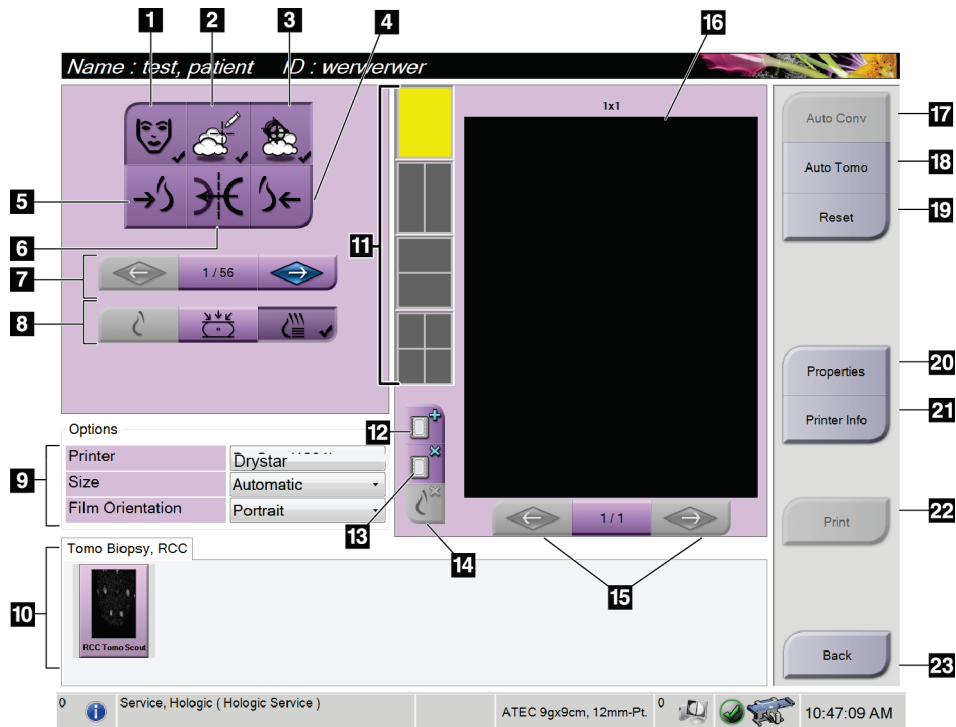 1 2 3 4 16
Name : test, patient ID : werwerwer
1x1
Auto Conv 17
Auto Tomo 18
Reset 19
5
6
11
7 1 / 56
8
Properties 20
Printer Info 21
Options
12
9 Printer Drystar
Size Automatic
Film Orientation Portrait
13
1 / 1
Print 22
14
15
Tomo Biopsy, RCC
10
RCC Tomo Scout
Back 23
0 Service, Hologic ( Hologic Service ) ATEC 9gx9cm, 12mm-Pt. 0 10:47:09 AM